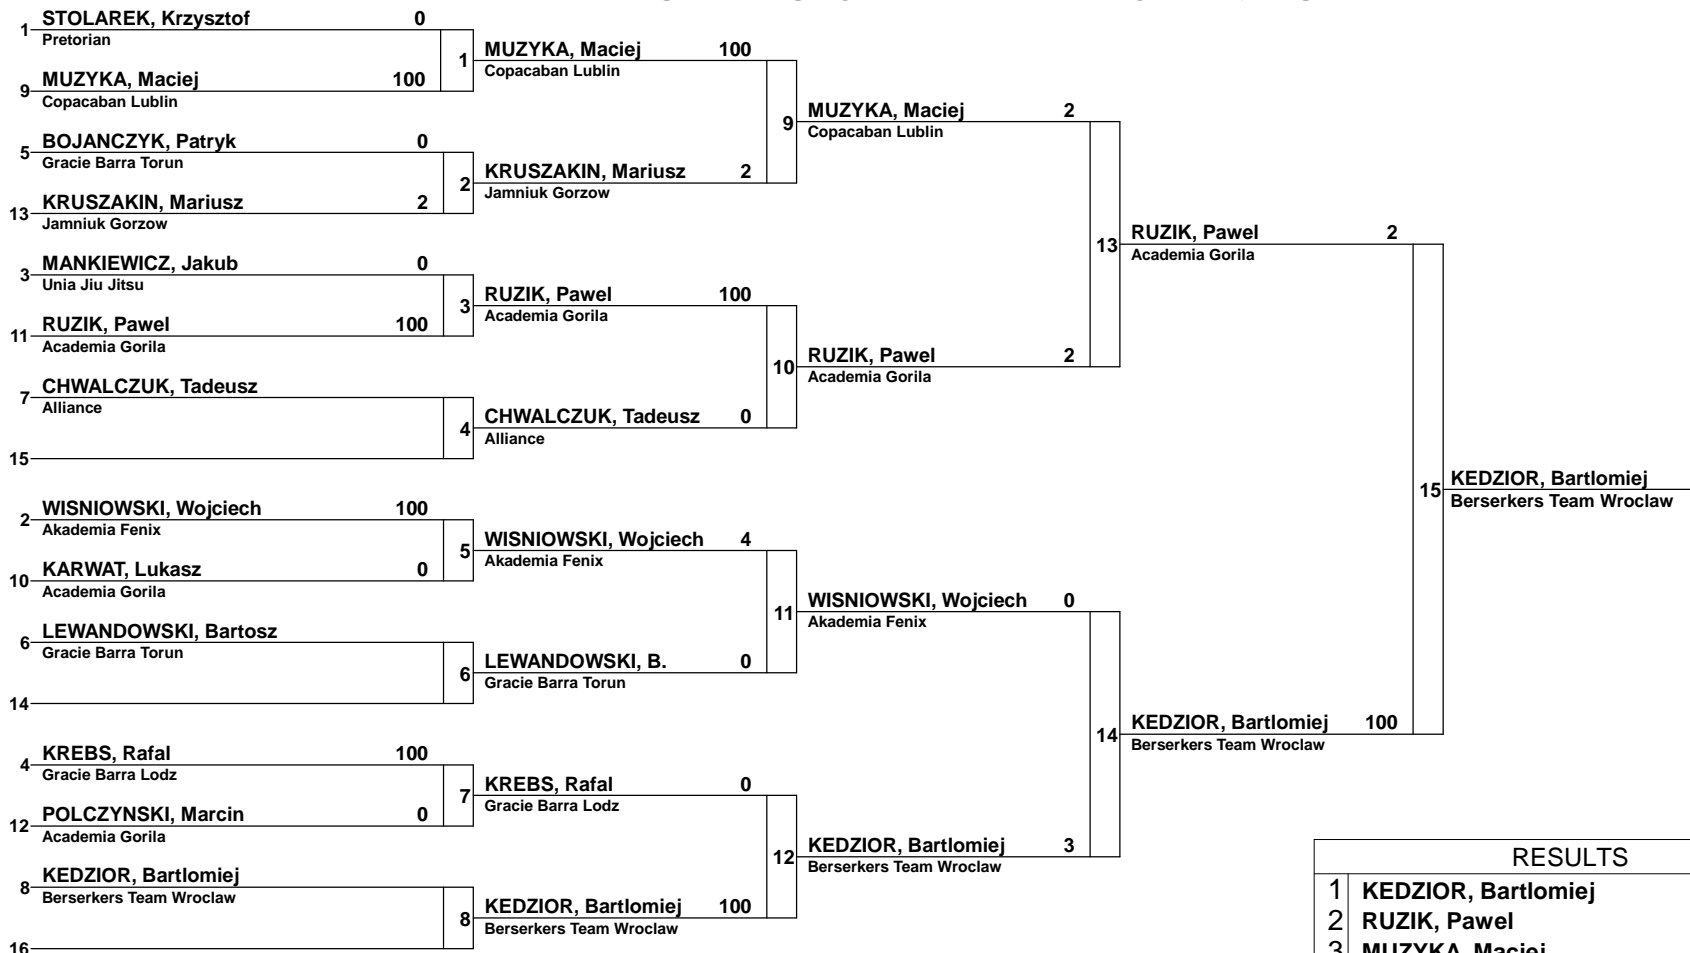 STOLAREK, Krzysztof 0
1
Pretorian
MUZYKA, Maciej 100
9
Copacaban Lublin
BOJANCZYK, Patryk 0
5
Gracie Barra Torun
KRUSZAKIN, Mariusz 2
13
Jamniuk Gorzow
MANKIEWICZ, Jakub 0
3
Unia Jiu Jitsu
RUZIK, Pawel 100
11
Academia Gorila
CHWALCZUK, Tadeusz
7
Alliance
15
WISNIOWSKI, Wojciech 100
2
Akademia Fenix
KARWAT, Lukasz 0
10
Academia Gorila
LEWANDOWSKI, Bartosz
6
Gracie Barra Torun
14
KREBS, Rafal 100
4
Gracie Barra Lodz
POLCZYNSKI, Marcin 0
12
Academia Gorila
KEDZIOR, Bartlomiej
8
Berserkers Team Wroclaw
16
1
MUZYKA, Maciej 100
Copacaban Lublin
2
KRUSZAKIN, Mariusz 2
Jamniuk Gorzow
3
RUZIK, Pawel 100
Academia Gorila
4
CHWALCZUK, Tadeusz 0
Alliance
5
WISNIOWSKI, Wojciech 4
Akademia Fenix
6
LEWANDOWSKI, B. 0
Gracie Barra Torun
7
KREBS, Rafal 0
Gracie Barra Lodz
8
KEDZIOR, Bartlomiej 100
Berserkers Team Wroclaw
9
MUZYKA, Maciej 2
Copacaban Lublin
10
RUZIK, Pawel 2
Academia Gorila
11
WISNIOWSKI, Wojciech 0
Akademia Fenix
12
KEDZIOR, Bartlomiej 3
Berserkers Team Wroclaw
13
RUZIK, Pawel 2
Academia Gorila
14
KEDZIOR, Bartlomiej 100
Berserkers Team Wroclaw
15
KEDZIOR, Bartlomiej
Berserkers Team Wroclaw
RESULTS
1 KEDZIOR, Bartlomiej
2 RUZIK, Pawel
3 MUZYKA, Maciej